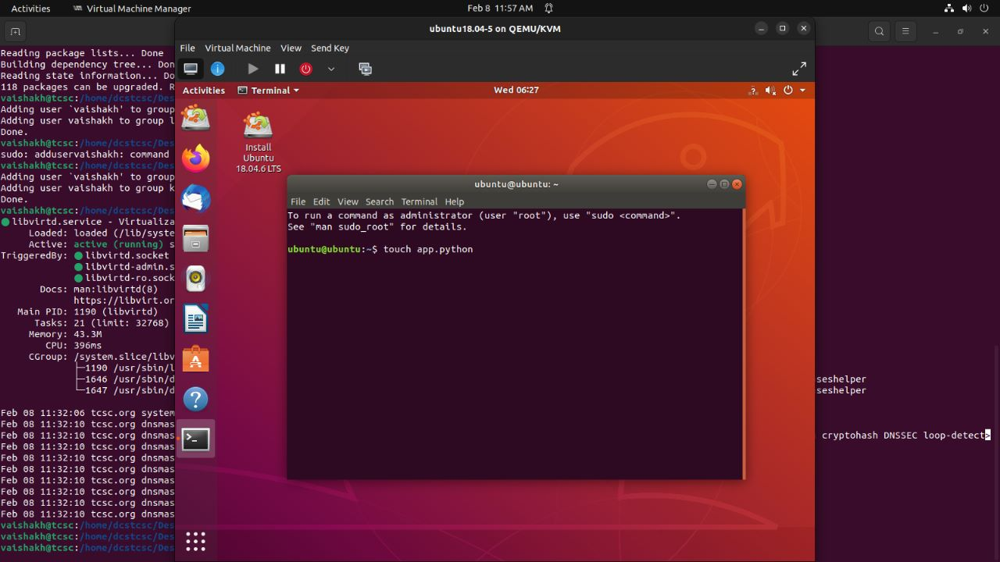 Activities
Virtual Machine Manager
Feb 8 11:57 AM
ubuntu18.04-5 on QEMU/KVM
File Virtual Machine View Send Key
Activities
Terminal
Wed 06:27
Install
Ubuntu
18.04.6 LTS
ubuntu@ubuntu: ~
File Edit View Search Terminal Help
To run a command as administrator (user "root"), use "sudo <command>".
See "man sudo_root" for details.
ubuntu@ubuntu:~$ touch app.python
Reading package lists... Done
Building dependency tree... Don
Reading state information... Do
118 packages can be upgraded. R
vaishakh@tcsc:/home/dcstcsc/Des
Adding user `vaishakh' to group
Adding user vaishakh to group l
Done.
vaishakh@tcsc:/home/dcstcsc/Des
sudo: adduservaishakh: command
vaishakh@tcsc:/home/dcstcsc/Des
Adding user `vaishakh' to group
Adding user vaishakh to group k
Done.
vaishakh@tcsc:/home/dcstcsc/Des
libvirtd.service - Virtualiza
Loaded: loaded (/lib/syste
Active: active (running) s
TriggeredBy: ● libvirtd.socket
● libvirtd-admin.s
● libvirtd-ro.sock
Docs: man:libvirtd(8)
https://libvirt.or
Main PID: 1190 (libvirtd)
Tasks: 21 (limit: 32768)
Memory: 43.3M
CPU: 396ms
CGroup: /system.slice/libv
├─1190 /usr/sbin/l
├─1646 /usr/sbin/d
└─1647 /usr/sbin/d
seshelper
seshelper
Feb 08 11:32:06 tcsc.org system
Feb 08 11:32:10 tcsc.org dnsmas
Feb 08 11:32:10 tcsc.org dnsmas
cryptohash DNSSEC loop-detect>
Feb 08 11:32:10 tcsc.org dnsmas
Feb 08 11:32:10 tcsc.org dnsmas
Feb 08 11:32:10 tcsc.org dnsmas
Feb 08 11:32:10 tcsc.org dnsmas
Feb 08 11:32:10 tcsc.org dnsmas
Feb 08 11:32:10 tcsc.org dnsmas
Feb 08 11:32:10 tcsc.org dnsmas
vaishakh@tcsc:/home/dcstcsc/Des
vaishakh@tcsc:/home/dcstcsc/Des
vaishakh@tcsc:/home/dcstcsc/Des